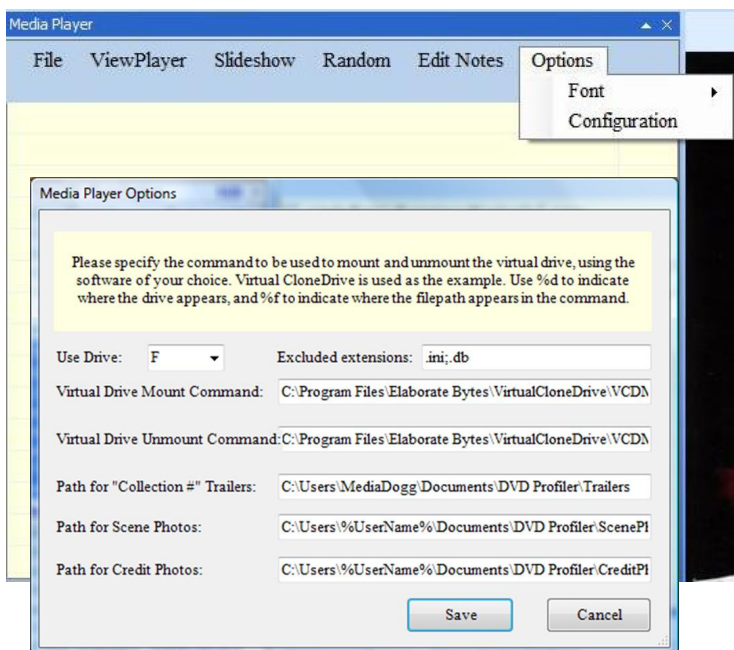 Media Player
File ViewPlayer Slideshow Random Edit Notes Options
Font
Configuration
Media Player Options
Please specify the command to be used to mount and unmount the virtual drive, using the
software of your choice. Virtual CloneDrive is used as the example. Use %d to indicate
where the drive appears, and %f to indicate where the filepath appears in the command.
Use Drive: F Excluded extensions: .ini;.db
Virtual Drive Mount Command: C:\Program Files\Elaborate Bytes\VirtualCloneDrive\VCDM
Virtual Drive Unmount Command: C:\Program Files\Elaborate Bytes\VirtualCloneDrive\VCDM
Path for "Collection #" Trailers: C:\Users\MediaDogg\Documents\DVD Profiler\Trailers
Path for Scene Photos: C:\Users\%UserName%\Documents\DVD Profiler\ScenePh
Path for Credit Photos: C:\Users\%UserName%\Documents\DVD Profiler\CreditPh
Save Cancel